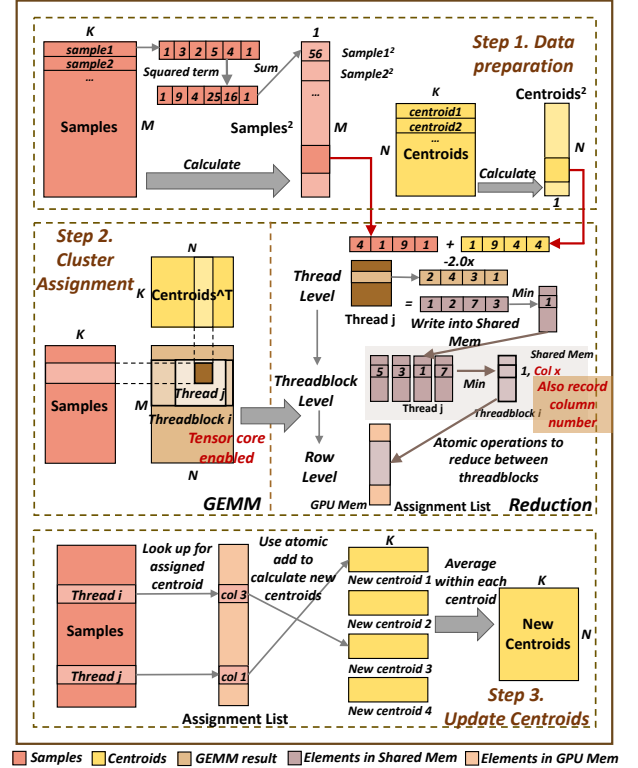 K
sample1
sample2
...
Samples
M
1 3 2 5 4 1
Squared term
Sum
1 9 4 25 16 1
1
56
Sample1²
Sample2²
...
Samples²
M
Calculate
Step 1. Data
preparation
K
centroid1
centroid2
...
Centroids
N
Calculate
Centroids²
N
1
Step 2.
Cluster
Assignment
N
K
Centroids^T
K
Samples
M
Thread j
Threadblock i
Tensor core
enabled
N
GEMM
4 1 9 1 + 1 9 4 4
-2.0x
Thread
Level
2 4 3 1
Thread j
= 1 2 7 3
Min
1
Write into Shared
Mem
Threadblock
Level
5 3 1 7
Thread j
Min
Shared Mem
1, Col x
Threadblock i
Also record
column
number
Row
Level
Atomic operations to
reduce between
threadblocks
GPU Mem
Assignment List
Reduction
Thread i
Samples
Thread j
Look up for
assigned
centroid
col 3
col 1
Assignment List
Use atomic
add to
calculate new
centroids
K
New centroid 1
New centroid 2
New centroid 3
New centroid 4
Average
within each
centroid
K
New
Centroids
N
Step 3.
Update Centroids
Samples
Centroids
GEMM result
Elements in Shared Mem
Elements in GPU Mem